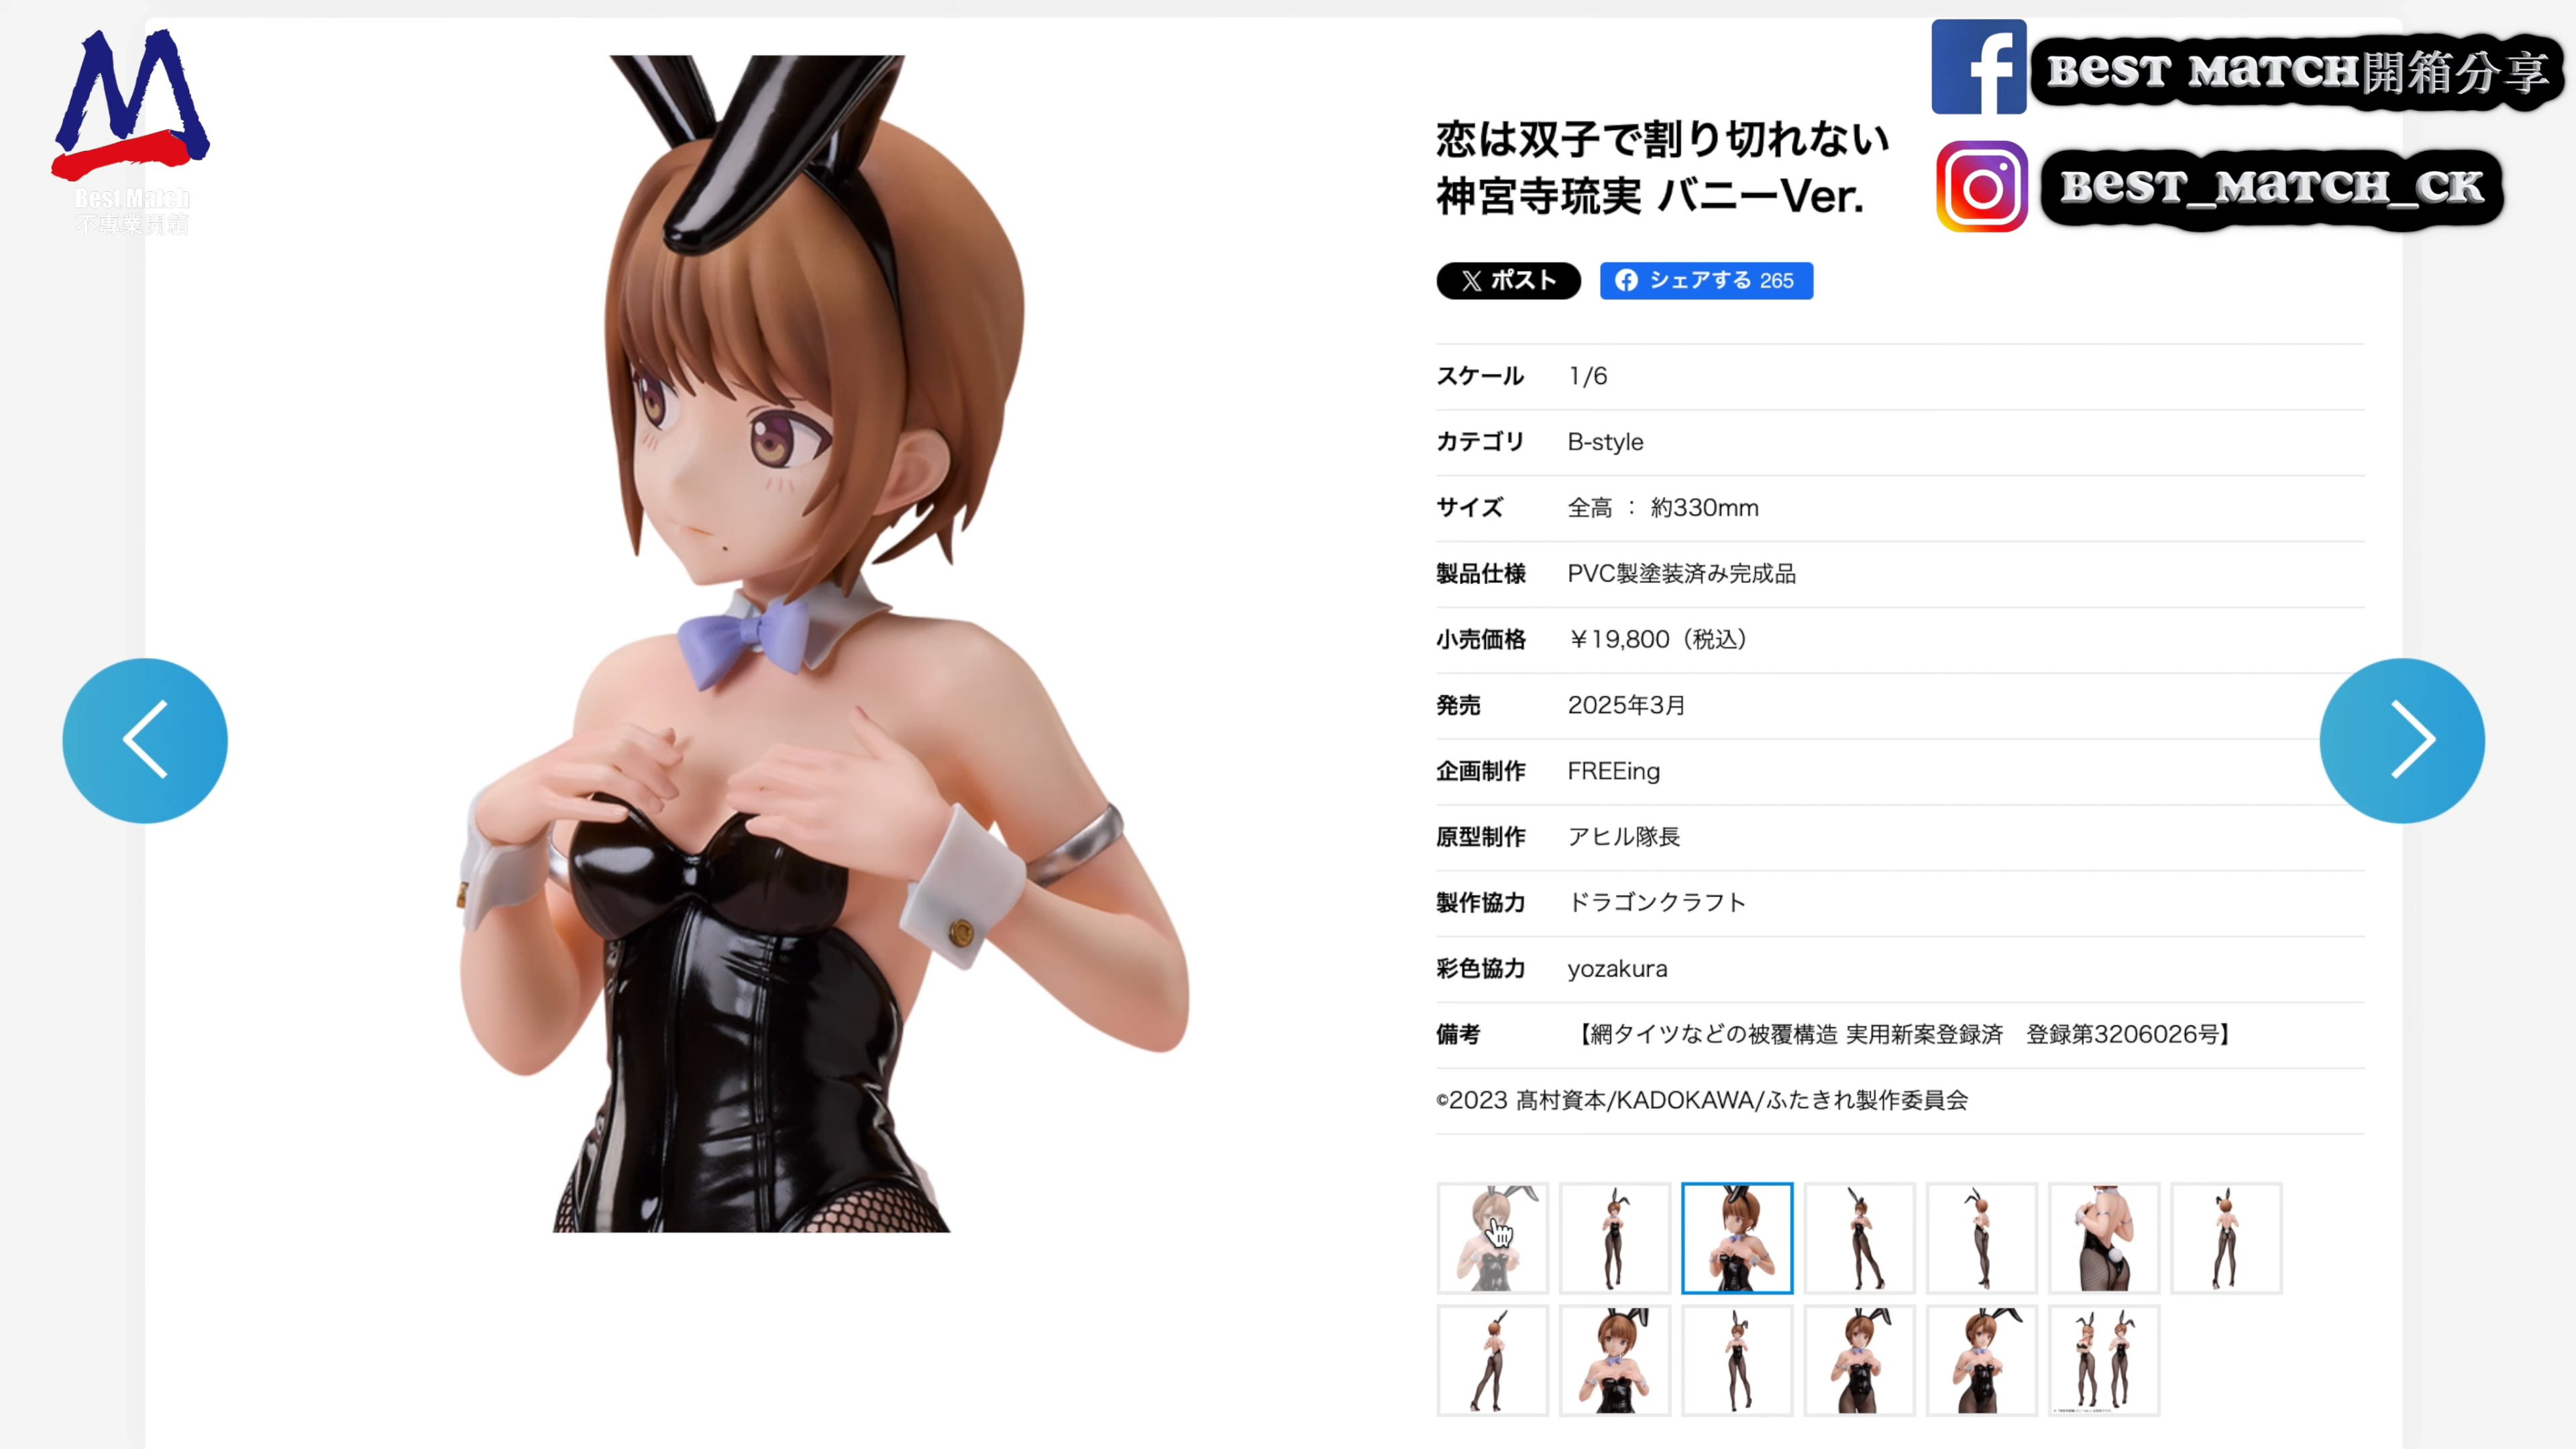 Best Match
不專業開箱
BEST MATCH開箱分享
BEST_MATCH_CK
恋は双子で割り切れない
神宮寺琉実 バニーVer.
ポスト
シェアする 265
スケール 1/6
カテゴリ B-style
サイズ 全高 ： 約330mm
製品仕様 PVC製塗装済み完成品
小売価格 ￥19,800（税込）
発売 2025年3月
企画制作 FREEing
原型制作 アヒル隊長
製作協力 ドラゴンクラフト
彩色協力 yozakura
備考 【網タイツなどの被覆構造 実用新案登録済　登録第3206026号】
©2023 髙村資本/KADOKAWA/ふたきれ製作委員会